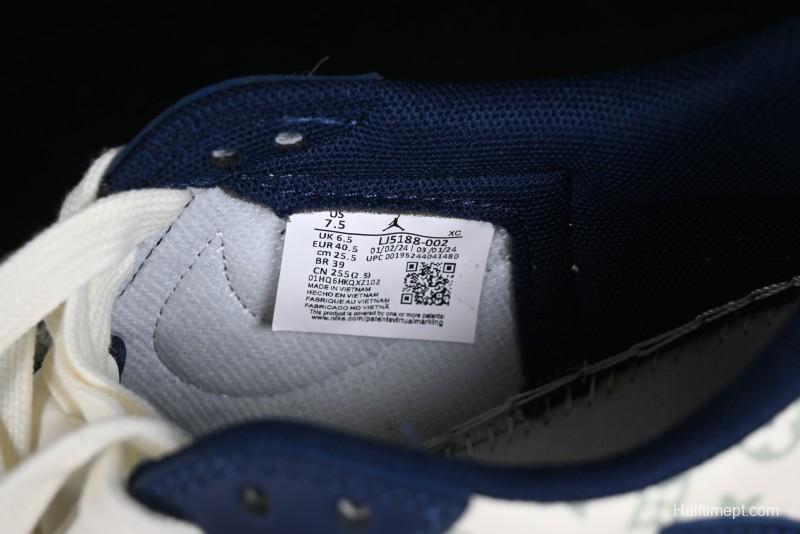 US
7.5
UK 6.5
EUR 40.5
cm 25.5
BR 39
CN 255(2.5)
XC
LJ5188-002
01/02/24 | 03/01/24
UPC 00195244041480
01HQ6HKQXZ102
MADE IN VIETNAM
HECHO EN VIETNAM
FABRIQUE AU VIETNAM
FABRICADO NO VIETNÃ
This product is covered by one or more patents:
www.nike.com/patentsvirtualmarking
Halftimept.com